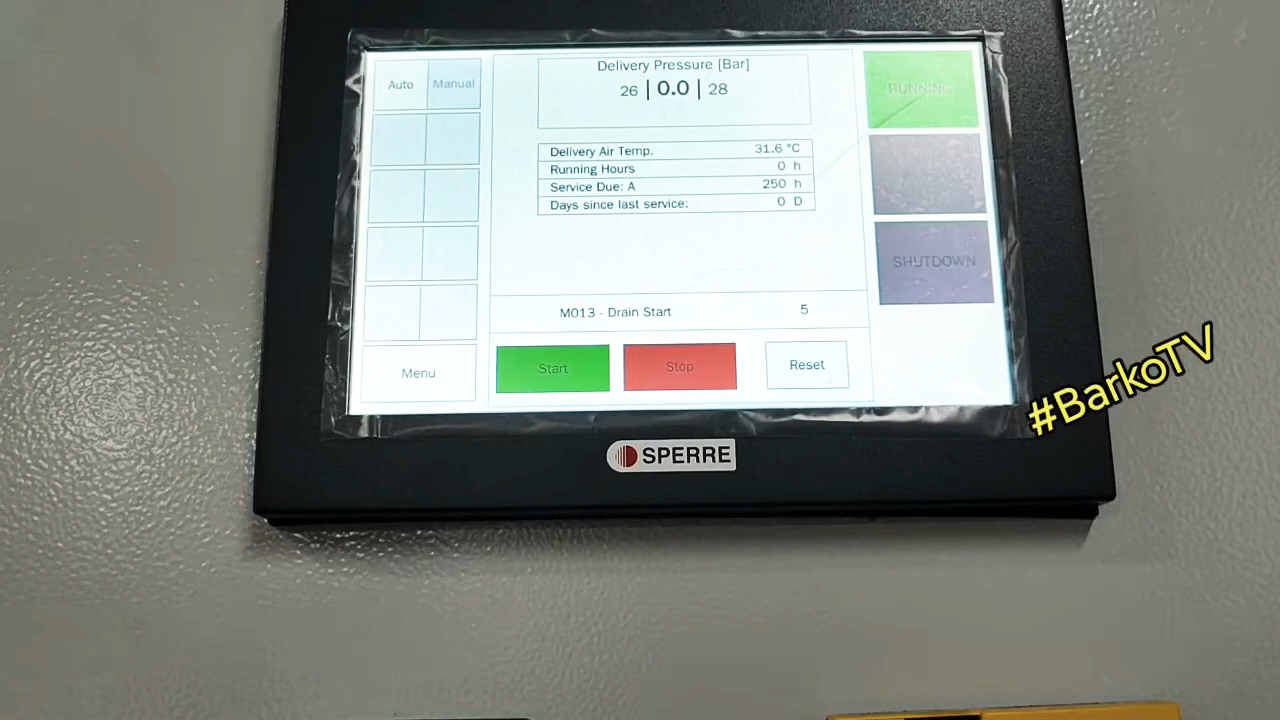 Auto Manual
Delivery Pressure [Bar]
26 | 0.0 | 28
RUNNING
Delivery Air Temp. 31.6 °C
Running Hours 0 h
Service Due: A 250 h
Days since last service: 0 D
SHUTDOWN
M013 - Drain Start 5
Menu
Start
Stop
Reset
SPERRE
#BarkoTV